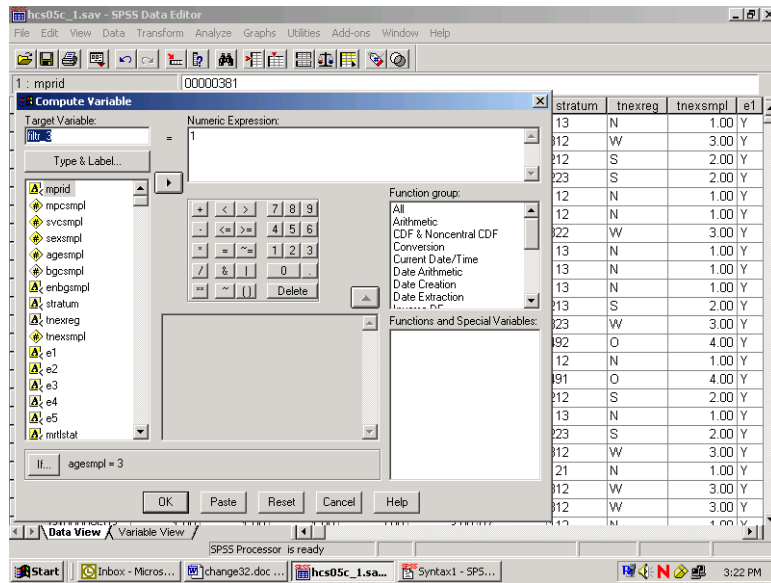 hcs05c_1.sav - SPSS Data Editor
File Edit View Data Transform Analyze Graphs Utilities Add-ons Window Help
1 : mprid 00000381
Compute Variable
Target Variable:
filtr_3
=
Numeric Expression:
1
Type & Label...
mprid
mpcsmpl
svcsmpl
sexsmpl
agesmpl
bgcsmpl
enbgsmpl
stratum
tnexreg
tnexsmpl
e1
e2
e3
e4
e5
mrtlstat
+ < > 7 8 9
- <= >= 4 5 6
* = ~= 1 2 3
/ & | 0 .
** ~ () Delete
Function group:
All
Arithmetic
CDF & Noncentral CDF
Conversion
Current Date/Time
Date Arithmetic
Date Creation
Date Extraction
Functions and Special Variables:
If... agesmpl = 3
OK Paste Reset Cancel Help
stratum tnexreg tnexsmpl e1
13 N 1.00 Y
312 W 3.00 Y
212 S 2.00 Y
223 S 2.00 Y
12 N 1.00 Y
12 N 1.00 Y
322 W 3.00 Y
13 N 1.00 Y
13 N 1.00 Y
13 N 1.00 Y
213 S 2.00 Y
323 W 3.00 Y
492 O 4.00 Y
12 N 1.00 Y
491 O 4.00 Y
212 S 2.00 Y
13 N 1.00 Y
223 S 2.00 Y
312 W 3.00 Y
21 N 1.00 Y
312 W 3.00 Y
312 W 3.00 Y
Data View Variable View
SPSS Processor is ready
Start Inbox - Micros... change32.doc ... hcs05c_1.sa... Syntax1 - SPS... 3:22 PM